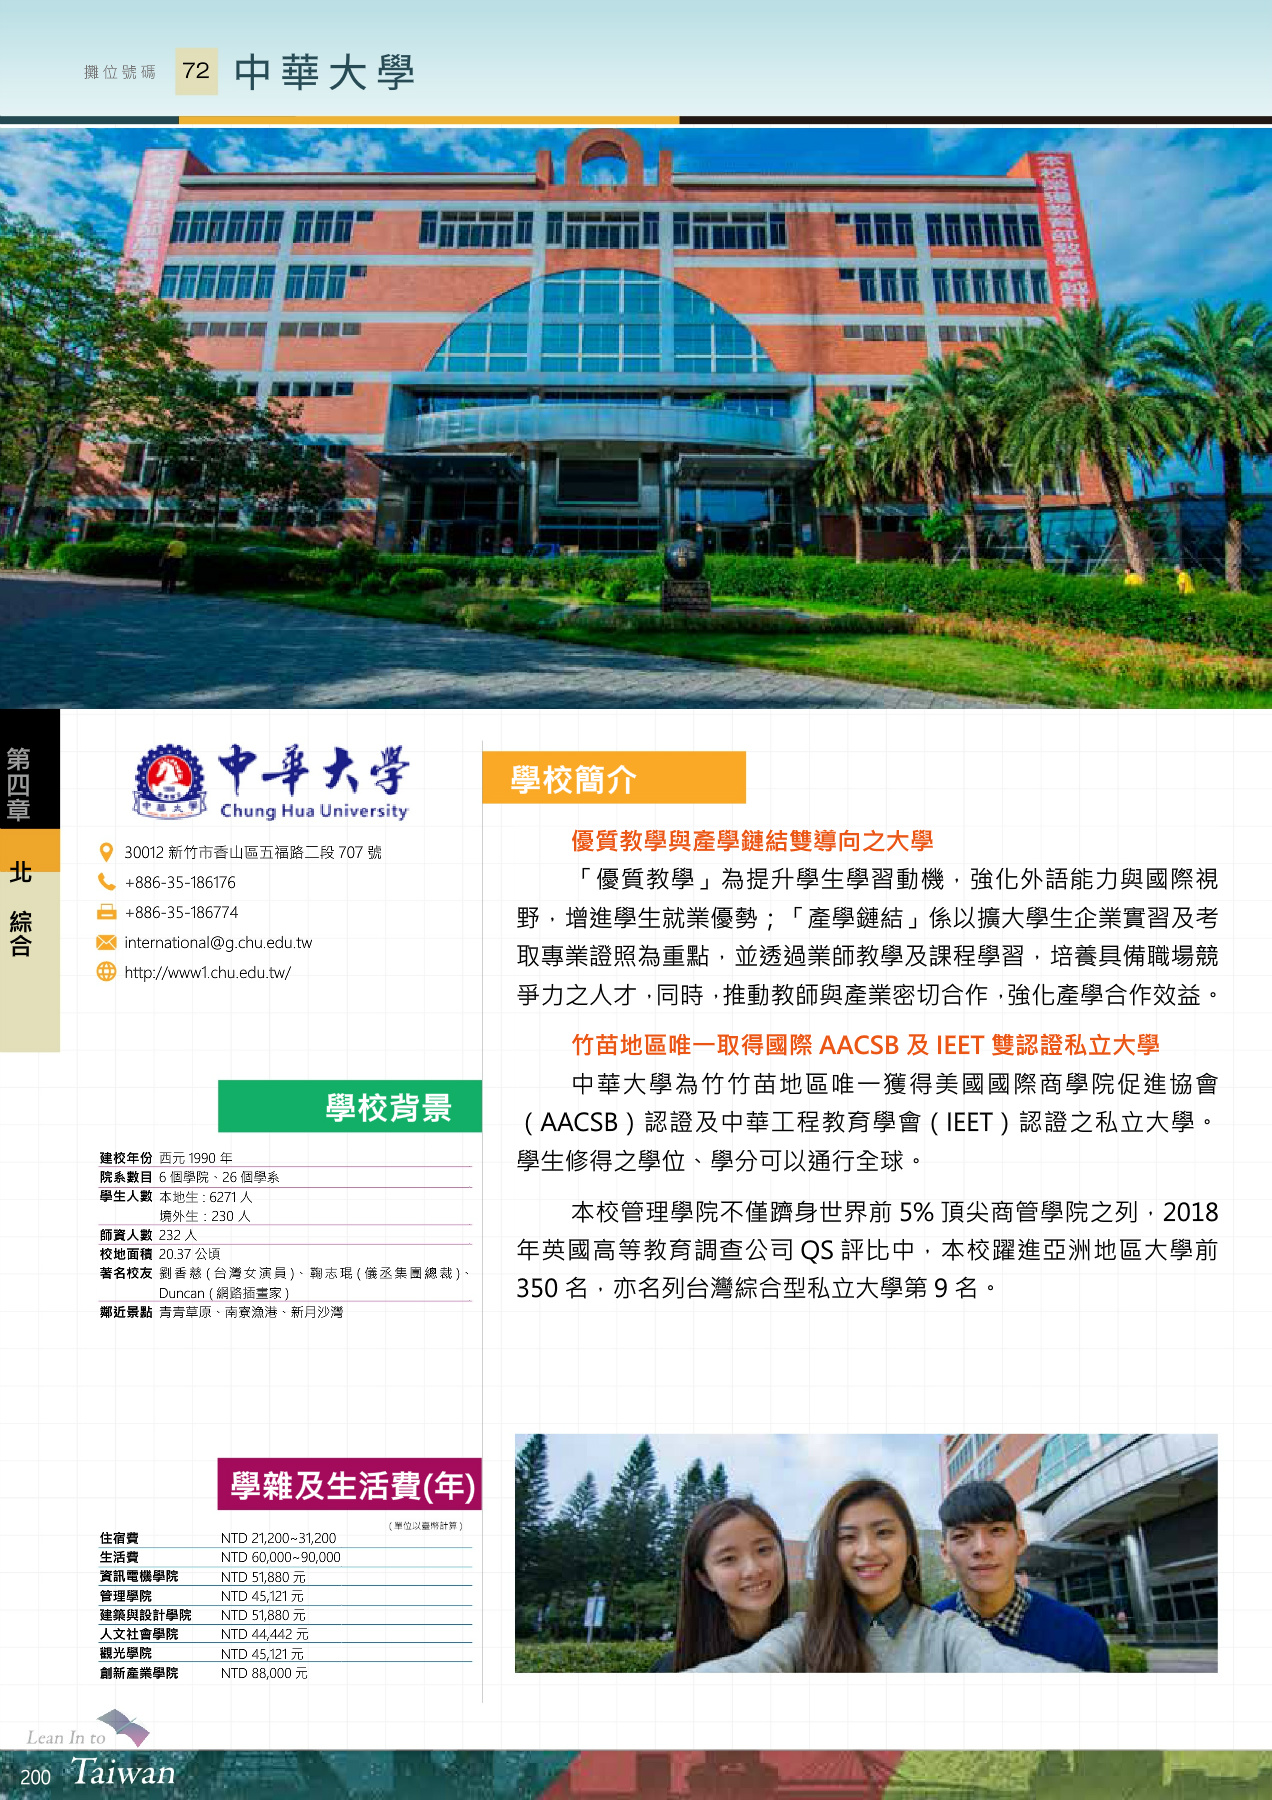 攤位號碼 72 中華大學
本校榮獲教育部教學卓越計
第四章
北
綜合
中華大學
Chung Hua University
30012 新竹市香山區五福路二段 707 號
+886-35-186176
+886-35-186774
international@g.chu.edu.tw
http://www1.chu.edu.tw/
學校背景
建校年份 西元 1990 年
院系數目 6 個學院、26 個學系
學生人數 本地生 : 6271 人
境外生 : 230 人
師資人數 232 人
校地面積 20.37 公頃
著名校友 劉香慈 ( 台灣女演員 )、鞠志琨 ( 儀丞集團總裁 )、
Duncan ( 網路插畫家 )
鄰近景點 青青草原、南寮漁港、新月沙灣
學雜及生活費(年)
( 單位以臺幣計算 )
住宿費 NTD 21,200~31,200
生活費 NTD 60,000~90,000
資訊電機學院 NTD 51,880 元
管理學院 NTD 45,121 元
建築與設計學院 NTD 51,880 元
人文社會學院 NTD 44,442 元
觀光學院 NTD 45,121 元
創新產業學院 NTD 88,000 元
學校簡介
優質教學與產學鏈結雙導向之大學
「優質教學」為提升學生學習動機，強化外語能力與國際視
野，增進學生就業優勢；「產學鏈結」係以擴大學生企業實習及考
取專業證照為重點，並透過業師教學及課程學習，培養具備職場競
爭力之人才，同時，推動教師與產業密切合作，強化產學合作效益。
竹苗地區唯一取得國際 AACSB 及 IEET 雙認證私立大學
中華大學為竹竹苗地區唯一獲得美國國際商學院促進協會
（AACSB）認證及中華工程教育學會（IEET）認證之私立大學。
學生修得之學位、學分可以通行全球。
本校管理學院不僅躋身世界前 5% 頂尖商管學院之列，2018
年英國高等教育調查公司 QS 評比中，本校躍進亞洲地區大學前
350 名，亦名列台灣綜合型私立大學第 9 名。
Lean In to
Taiwan
200